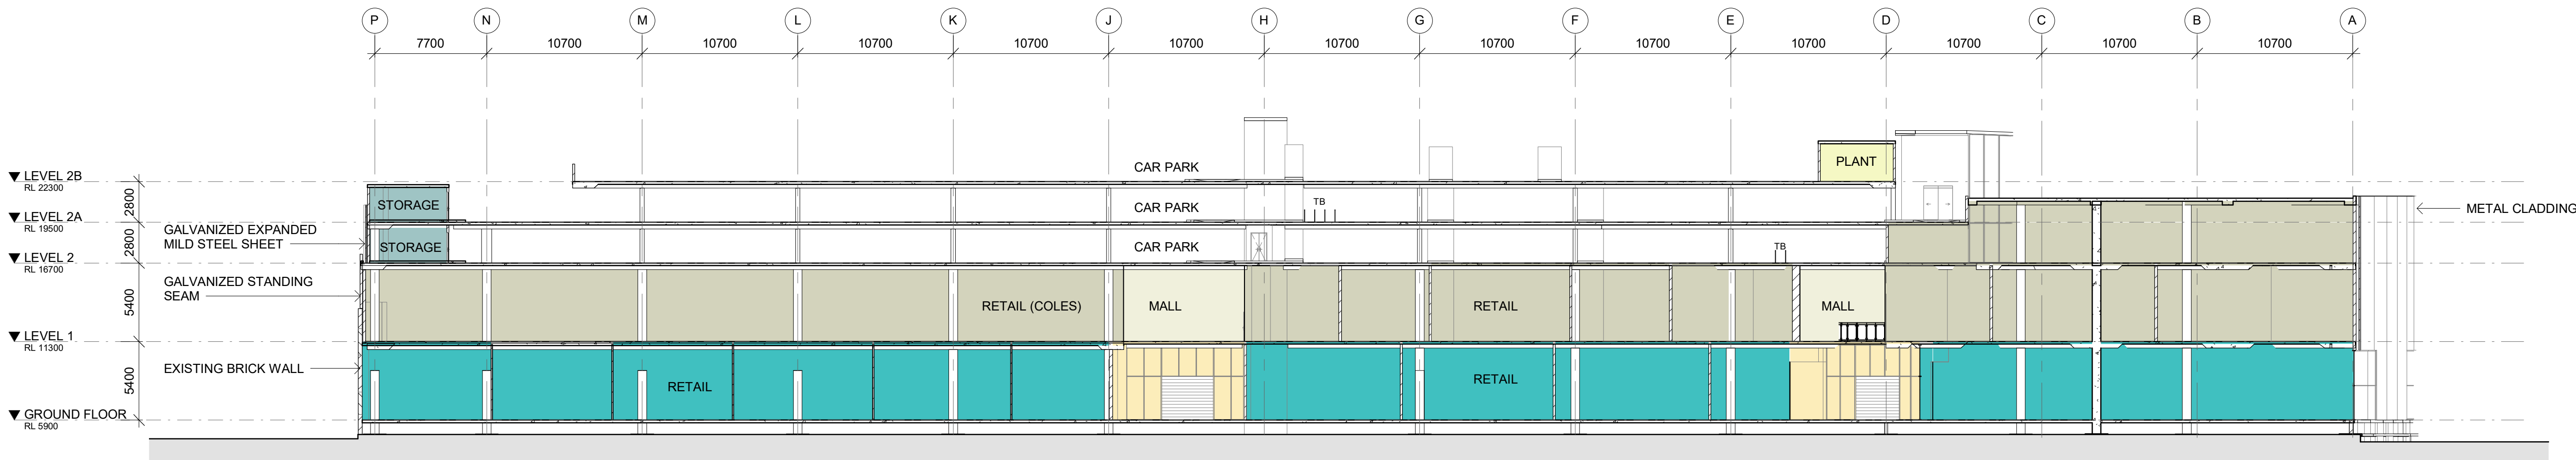 P N M L K J H G F E D C B A
7700 10700 10700 10700 10700 10700 10700 10700 10700 10700 10700 10700 10700
CAR PARK
PLANT
LEVEL 2B
RL 22300
2800
STORAGE
CAR PARK
TB
METAL CLADDING
LEVEL 2A
RL 19500
GALVANIZED EXPANDED
MILD STEEL SHEET
2800
STORAGE
CAR PARK
TB
LEVEL 2
RL 16700
GALVANIZED STANDING
SEAM
5400
RETAIL (COLES)
MALL
RETAIL
MALL
LEVEL 1
RL 11300
EXISTING BRICK WALL
5400
RETAIL
RETAIL
GROUND FLOOR
RL 5900